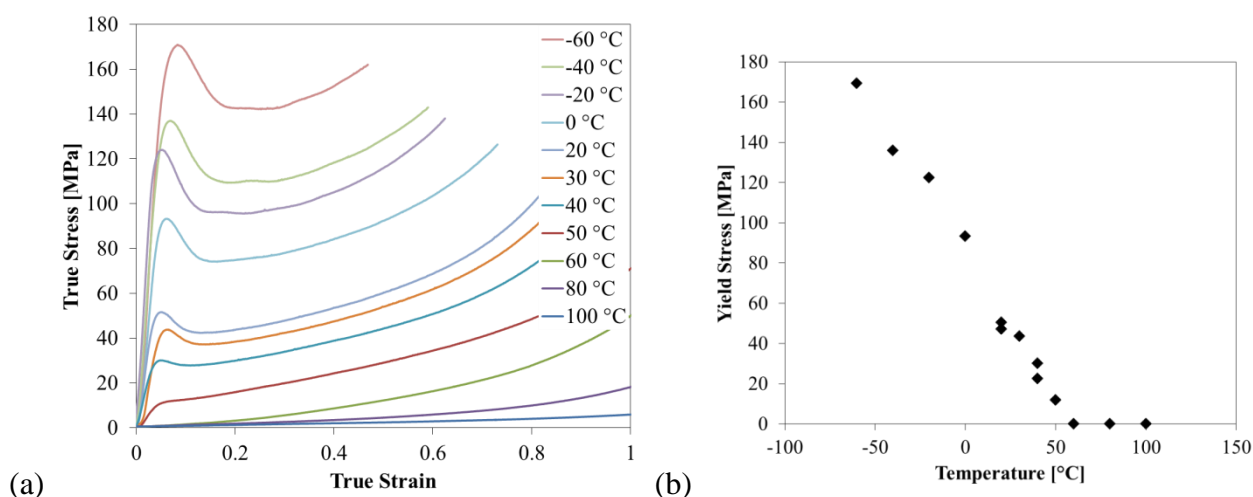 180
160
140
120
100
80
60
40
20
0
True Stress [MPa]
0
0.2
0.4
0.6
0.8
1
True Strain
-60 °C
-40 °C
-20 °C
0 °C
20 °C
30 °C
40 °C
50 °C
60 °C
80 °C
100 °C
(a)
180
160
140
120
100
80
60
40
20
0
Yield Stress [MPa]
-100
-50
0
50
100
150
Temperature [°C]
(b)